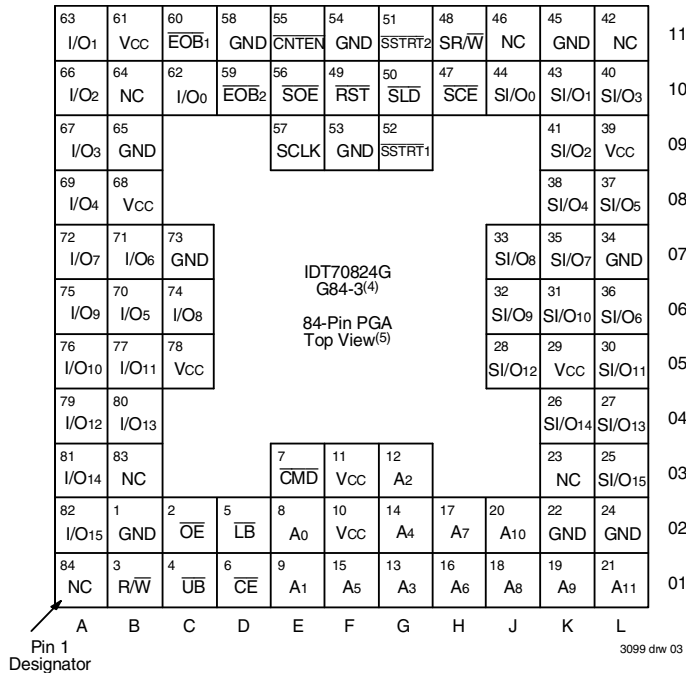 63 61 60 58 55 54 51 48 46 45 42
I/O1 VCC EOB1 GND CNTEN GND SSTRT2 SR/W NC GND NC 11
66 64 62 59 56 49 50 47 44 43 40
I/O2 NC I/O0 EOB2 SOE RST SLD SCE SI/O0 SI/O1 SI/O3 10
67 65 57 53 52 41 39
I/O3 GND SCLK GND SSTRT1 SI/O2 VCC 09
69 68 38 37
I/O4 VCC SI/O4 SI/O5 08
72 71 73 33 35 34
I/O7 I/O6 GND SI/O8 SI/O7 GND 07
IDT70824G
G84-3(4)
75 70 74 32 31 36
I/O9 I/O5 I/O8 SI/O9 SI/O10 SI/O6 06
84-Pin PGA
Top View(5)
76 77 78 28 29 30
I/O10 I/O11 VCC SI/O12 VCC SI/O11 05
79 80 26 27
I/O12 I/O13 SI/O14 SI/O13 04
81 83 7 11 12 23 25
I/O14 NC CMD VCC A2 NC SI/O15 03
82 1 2 5 8 10 14 17 20 22 24
I/O15 GND OE LB A0 VCC A4 A7 A10 GND GND 02
84 3 4 6 9 15 13 16 18 19 21
NC R/W UB CE A1 A5 A3 A6 A8 A9 A11 01
A B C D E F G H J K L
Pin 1
Designator
3099 drw 03